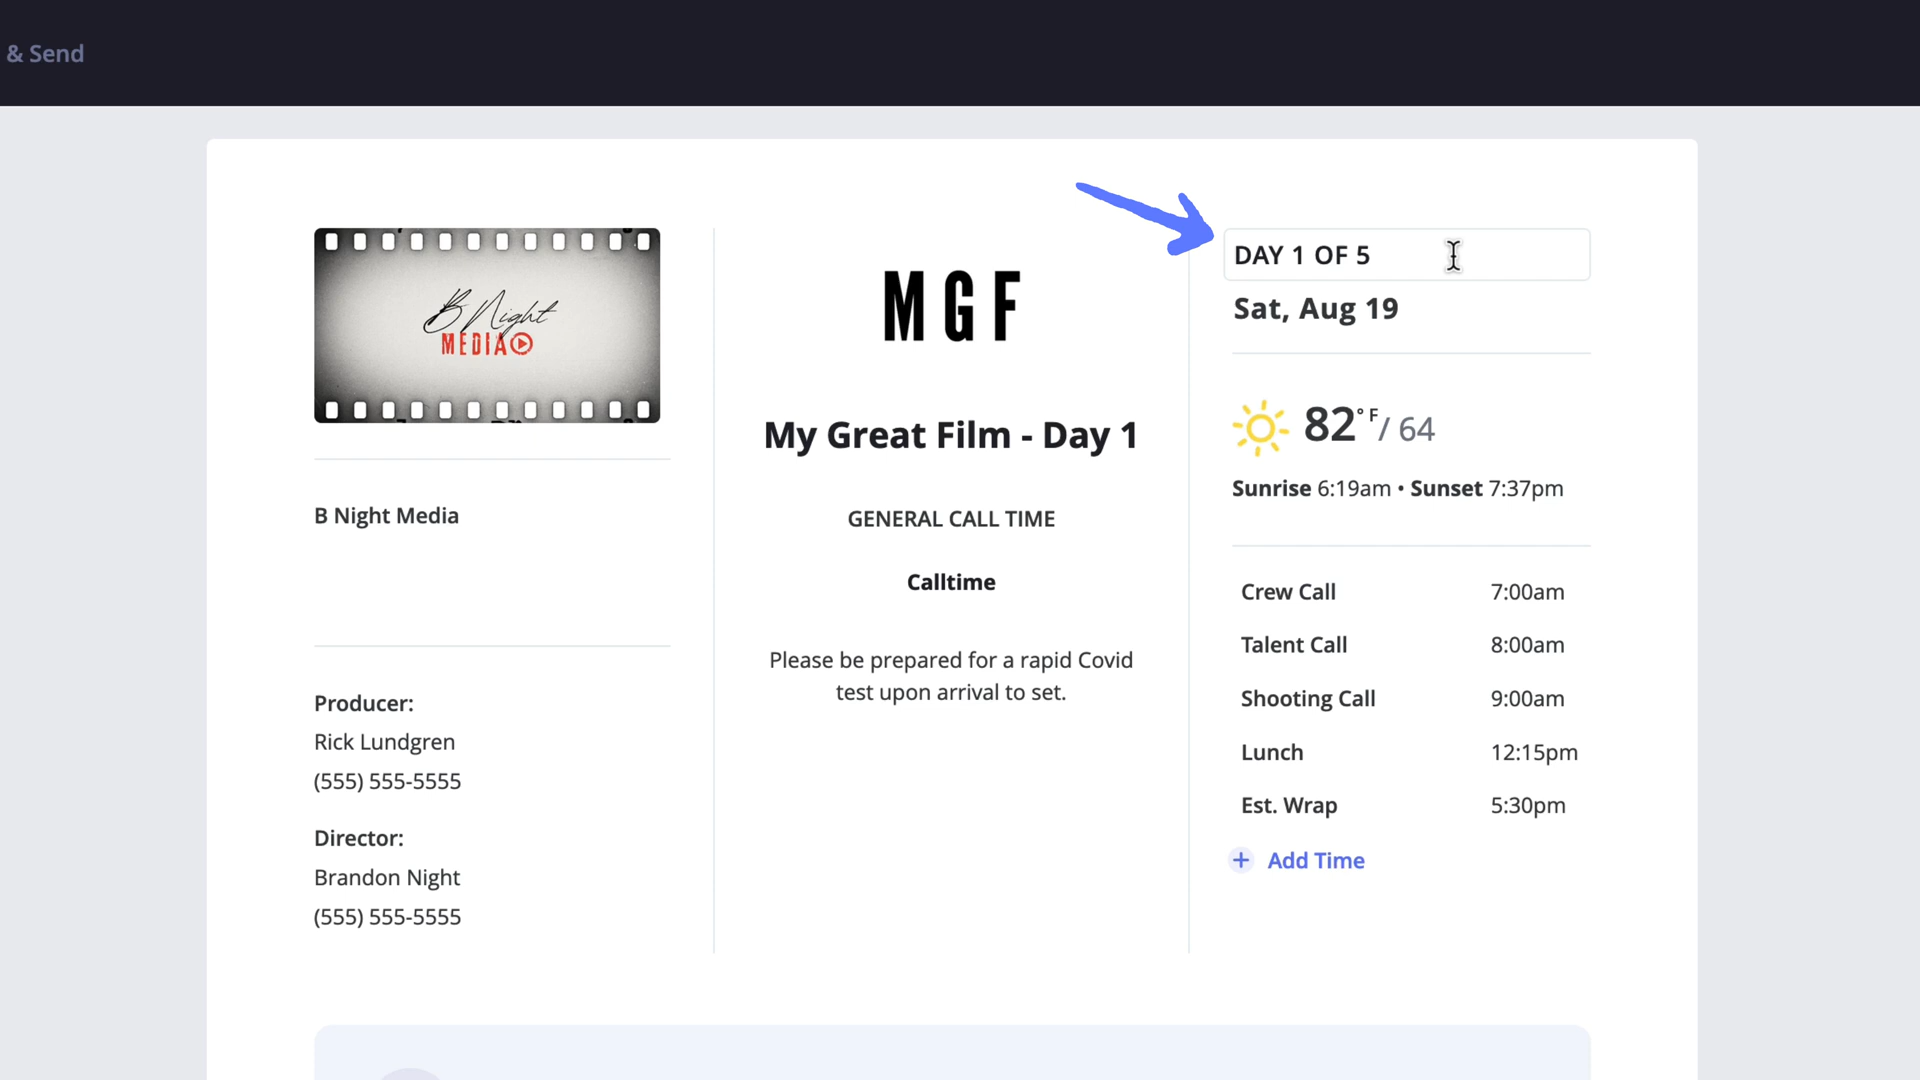 & Send
B Night
MEDIA
B Night Media
Producer:
Rick Lundgren
(555) 555-5555
Director:
Brandon Night
(555) 555-5555
MGF
My Great Film - Day 1
GENERAL CALL TIME
Calltime
Please be prepared for a rapid Covid
test upon arrival to set.
DAY 1 OF 5
Sat, Aug 19
82°F / 64
Sunrise 6:19am • Sunset 7:37pm
Crew Call 7:00am
Talent Call 8:00am
Shooting Call 9:00am
Lunch 12:15pm
Est. Wrap 5:30pm
+ Add Time